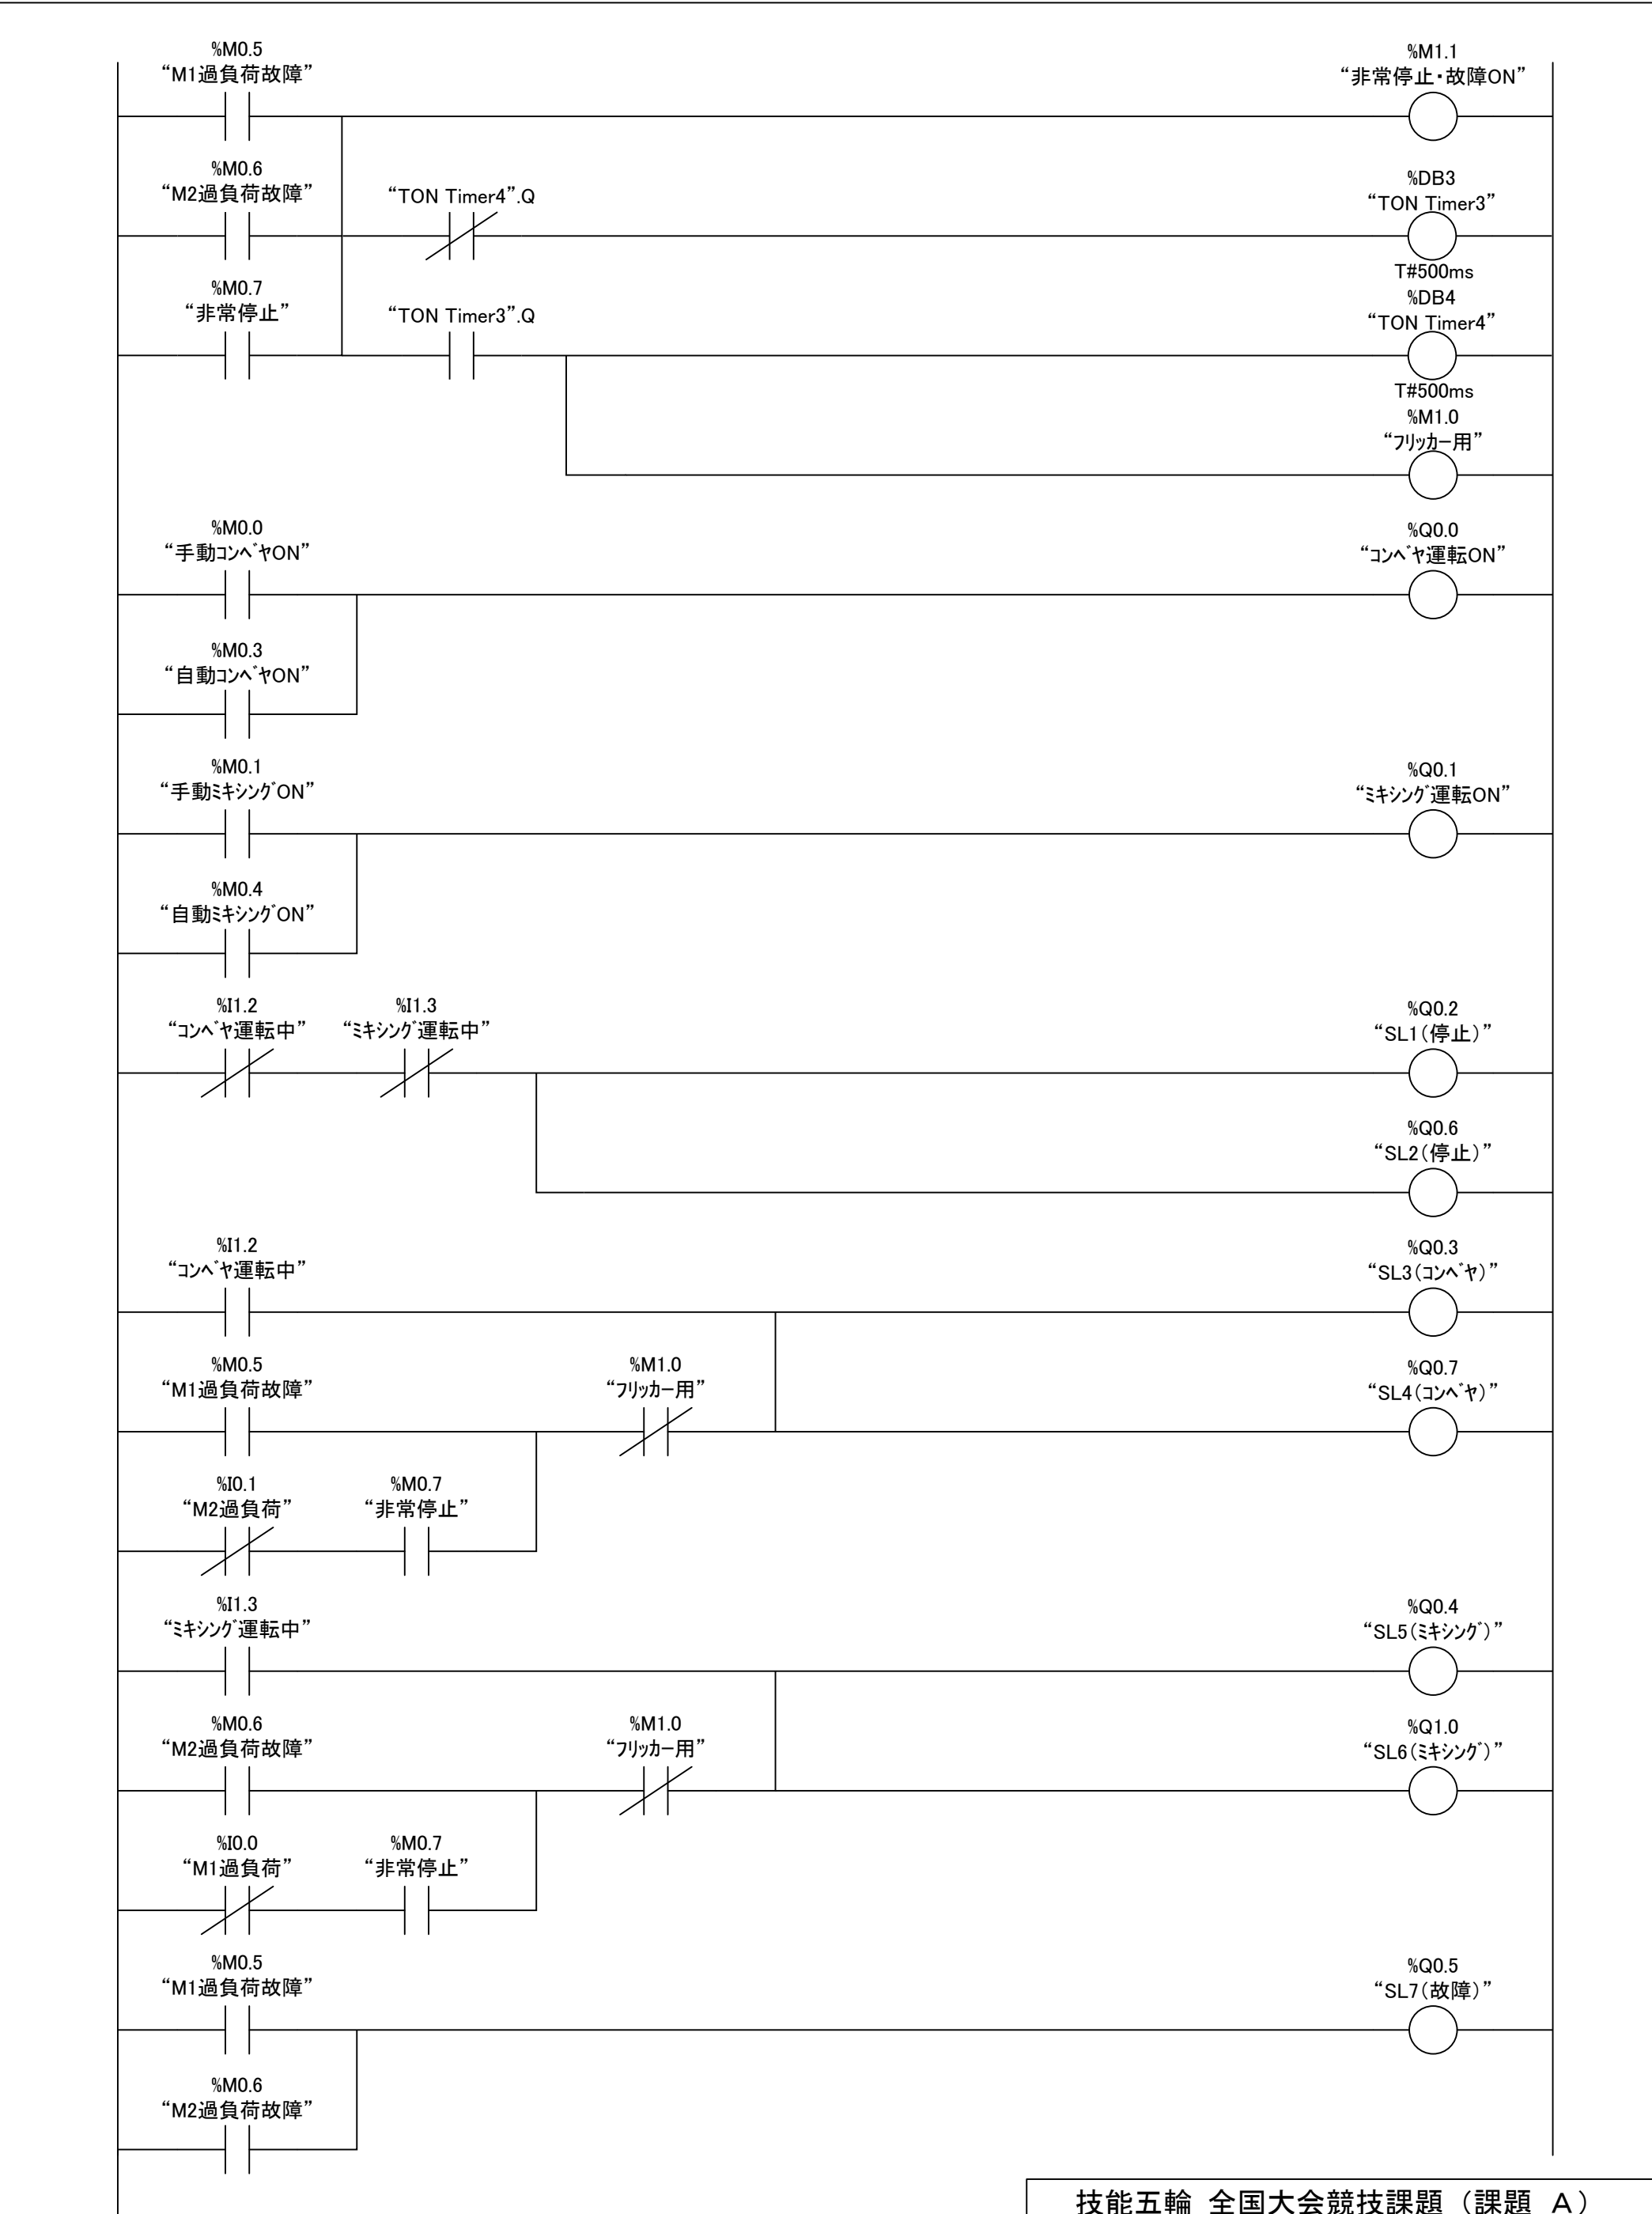 %M0.5
“M1過負荷故障”
%M1.1
“非常停止・故障ON”
%M0.6
“M2過負荷故障”
“TON Timer4”.Q
%DB3
“TON Timer3”
T#500ms
%M0.7
“非常停止”
“TON Timer3”.Q
%DB4
“TON Timer4”
T#500ms
%M1.0
“フリッカー用”
%M0.0
“手動コンベヤON”
%Q0.0
“コンベヤ運転ON”
%M0.3
“自動コンベヤON”
%M0.1
“手動ミキシングON”
%Q0.1
“ミキシング運転ON”
%M0.4
“自動ミキシングON”
%I1.2
“コンベヤ運転中”
%I1.3
“ミキシング運転中”
%Q0.2
“SL1(停止)”
%Q0.6
“SL2(停止)”
%I1.2
“コンベヤ運転中”
%Q0.3
“SL3(コンベヤ)”
%M0.5
“M1過負荷故障”
%M1.0
“フリッカー用”
%Q0.7
“SL4(コンベヤ)”
%I0.1
“M2過負荷”
%M0.7
“非常停止”
%I1.3
“ミキシング運転中”
%Q0.4
“SL5(ミキシング)”
%M0.6
“M2過負荷故障”
%M1.0
“フリッカー用”
%Q1.0
“SL6(ミキシング)”
%I0.0
“M1過負荷”
%M0.7
“非常停止”
%M0.5
“M1過負荷故障”
%Q0.5
“SL7(故障)”
%M0.6
“M2過負荷故障”
技能五輪 全国大会競技課題 (課題 A)